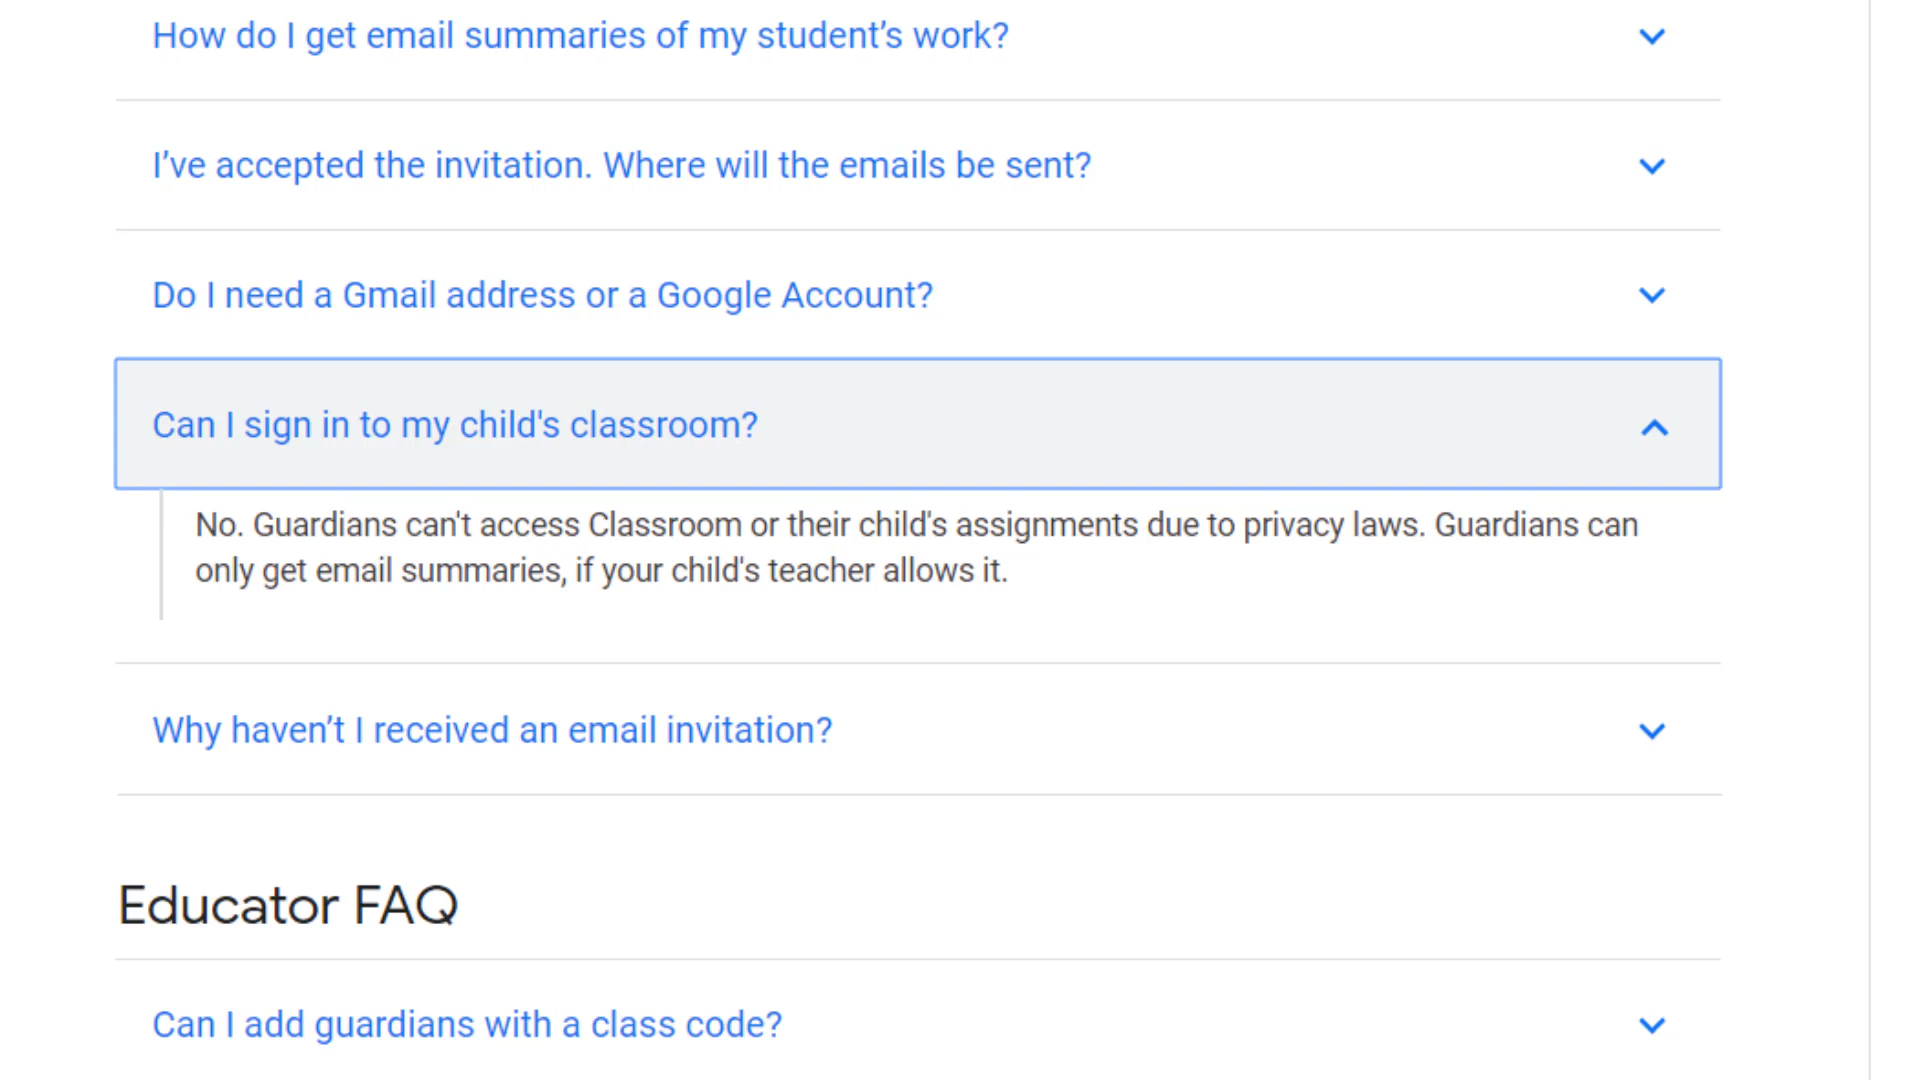 How do I get email summaries of my student’s work?
I’ve accepted the invitation. Where will the emails be sent?
Do I need a Gmail address or a Google Account?
Can I sign in to my child's classroom?
No. Guardians can't access Classroom or their child's assignments due to privacy laws. Guardians can
only get email summaries, if your child's teacher allows it.
Why haven’t I received an email invitation?
Educator FAQ
Can I add guardians with a class code?